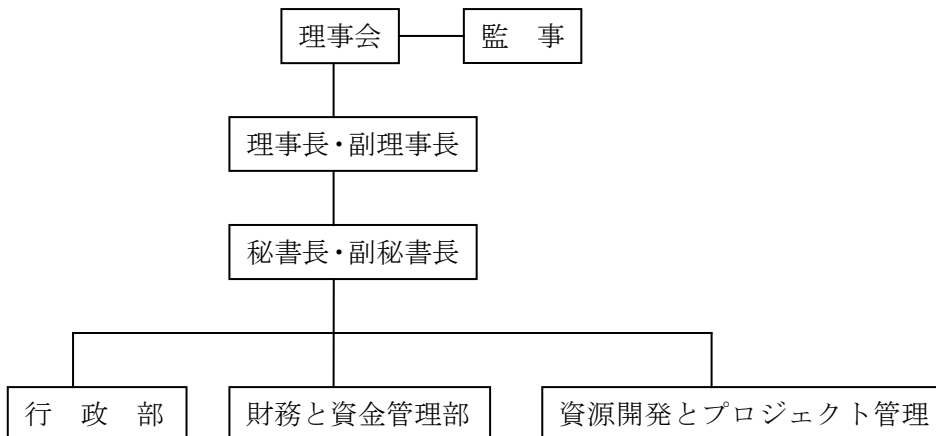 理事会
監　事
理事長・副理事長
秘書長・副秘書長
行　政　部
財務と資金管理部
資源開発とプロジェクト管理